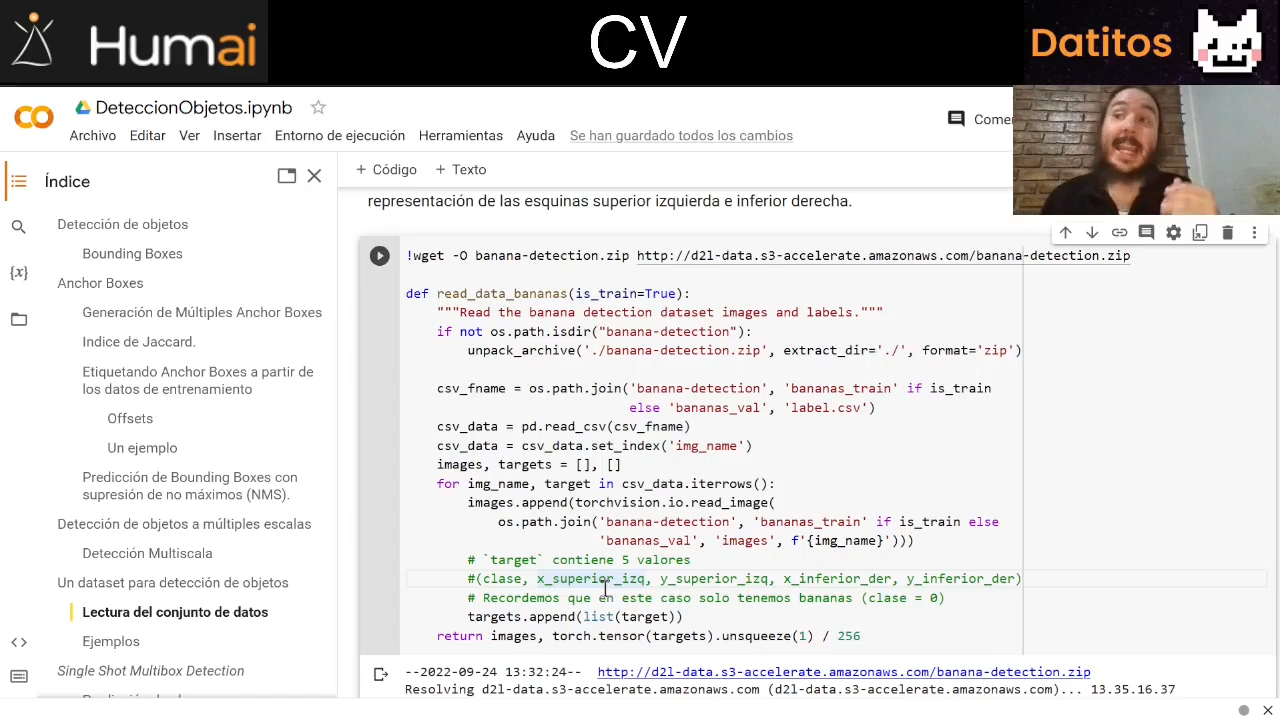 Humai
CV
Datitos
DeteccionObjetos.ipynb
Archivo Editar Ver Insertar Entorno de ejecución Herramientas Ayuda Se han guardado todos los cambios
Comen
+ Código + Texto
Índice
Detección de objetos
Bounding Boxes
Anchor Boxes
Generación de Múltiples Anchor Boxes
Indice de Jaccard.
Etiquetando Anchor Boxes a partir de
los datos de entrenamiento
Offsets
Un ejemplo
Predicción de Bounding Boxes con
supresión de no máximos (NMS).
Detección de objetos a múltiples escalas
Detección Multiscala
Un dataset para detección de objetos
Lectura del conjunto de datos
Ejemplos
Single Shot Multibox Detection
representación de las esquinas superior izquierda e inferior derecha.
!wget -O banana-detection.zip http://d2l-data.s3-accelerate.amazonaws.com/banana-detection.zip
def read_data_bananas(is_train=True):
"""Read the banana detection dataset images and labels."""
if not os.path.isdir("banana-detection"):
unpack_archive('./banana-detection.zip', extract_dir='./', format='zip')
csv_fname = os.path.join('banana-detection', 'bananas_train' if is_train
else 'bananas_val', 'label.csv')
csv_data = pd.read_csv(csv_fname)
csv_data = csv_data.set_index('img_name')
images, targets = [], []
for img_name, target in csv_data.iterrows():
images.append(torchvision.io.read_image(
os.path.join('banana-detection', 'bananas_train' if is_train else
'bananas_val', 'images', f'{img_name}')))
# `target` contiene 5 valores
#(clase, x_superior_izq, y_superior_izq, x_inferior_der, y_inferior_der)
# Recordemos que en este caso solo tenemos bananas (clase = 0)
targets.append(list(target))
return images, torch.tensor(targets).unsqueeze(1) / 256
--2022-09-24 13:32:24-- http://d2l-data.s3-accelerate.amazonaws.com/banana-detection.zip
Resolving d2l-data.s3-accelerate.amazonaws.com (d2l-data.s3-accelerate.amazonaws.com)... 13.35.16.37